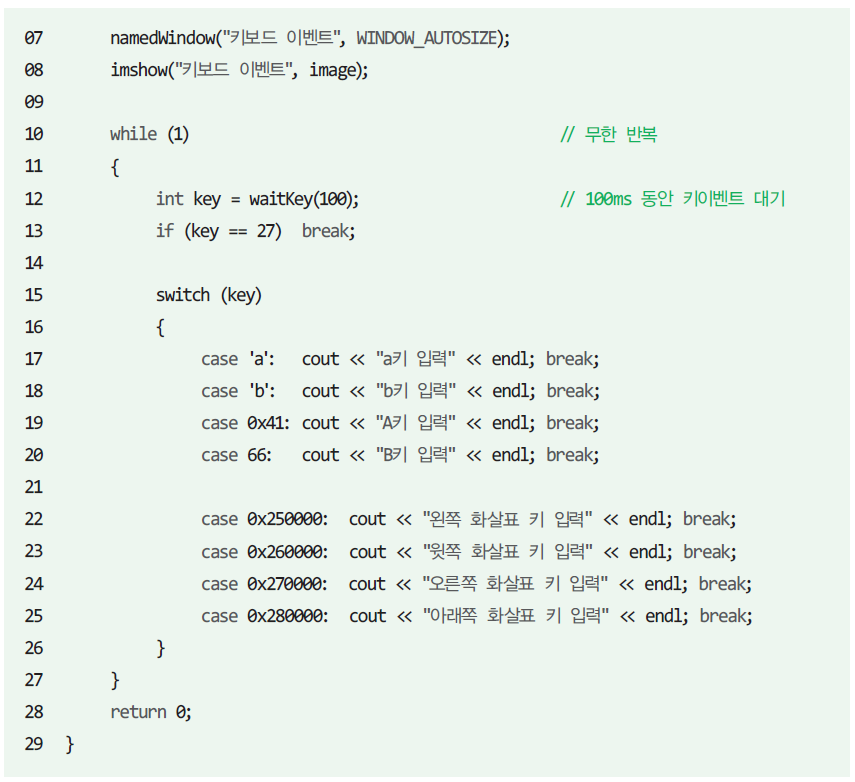 07 namedWindow("키보드 이벤트", WINDOW_AUTOSIZE);
08 imshow("키보드 이벤트", image);
09
10 while (1) // 무한 반복
11 {
12 int key = waitKey(100); // 100ms 동안 키이벤트 대기
13 if (key == 27) break;
14
15 switch (key)
16 {
17 case 'a': cout << "a키 입력" << endl; break;
18 case 'b': cout << "b키 입력" << endl; break;
19 case 0x41: cout << "A키 입력" << endl; break;
20 case 66: cout << "B키 입력" << endl; break;
21
22 case 0x250000: cout << "왼쪽 화살표 키 입력" << endl; break;
23 case 0x260000: cout << "윗쪽 화살표 키 입력" << endl; break;
24 case 0x270000: cout << "오른쪽 화살표 키 입력" << endl; break;
25 case 0x280000: cout << "아래쪽 화살표 키 입력" << endl; break;
26 }
27 }
28 return 0;
29 }